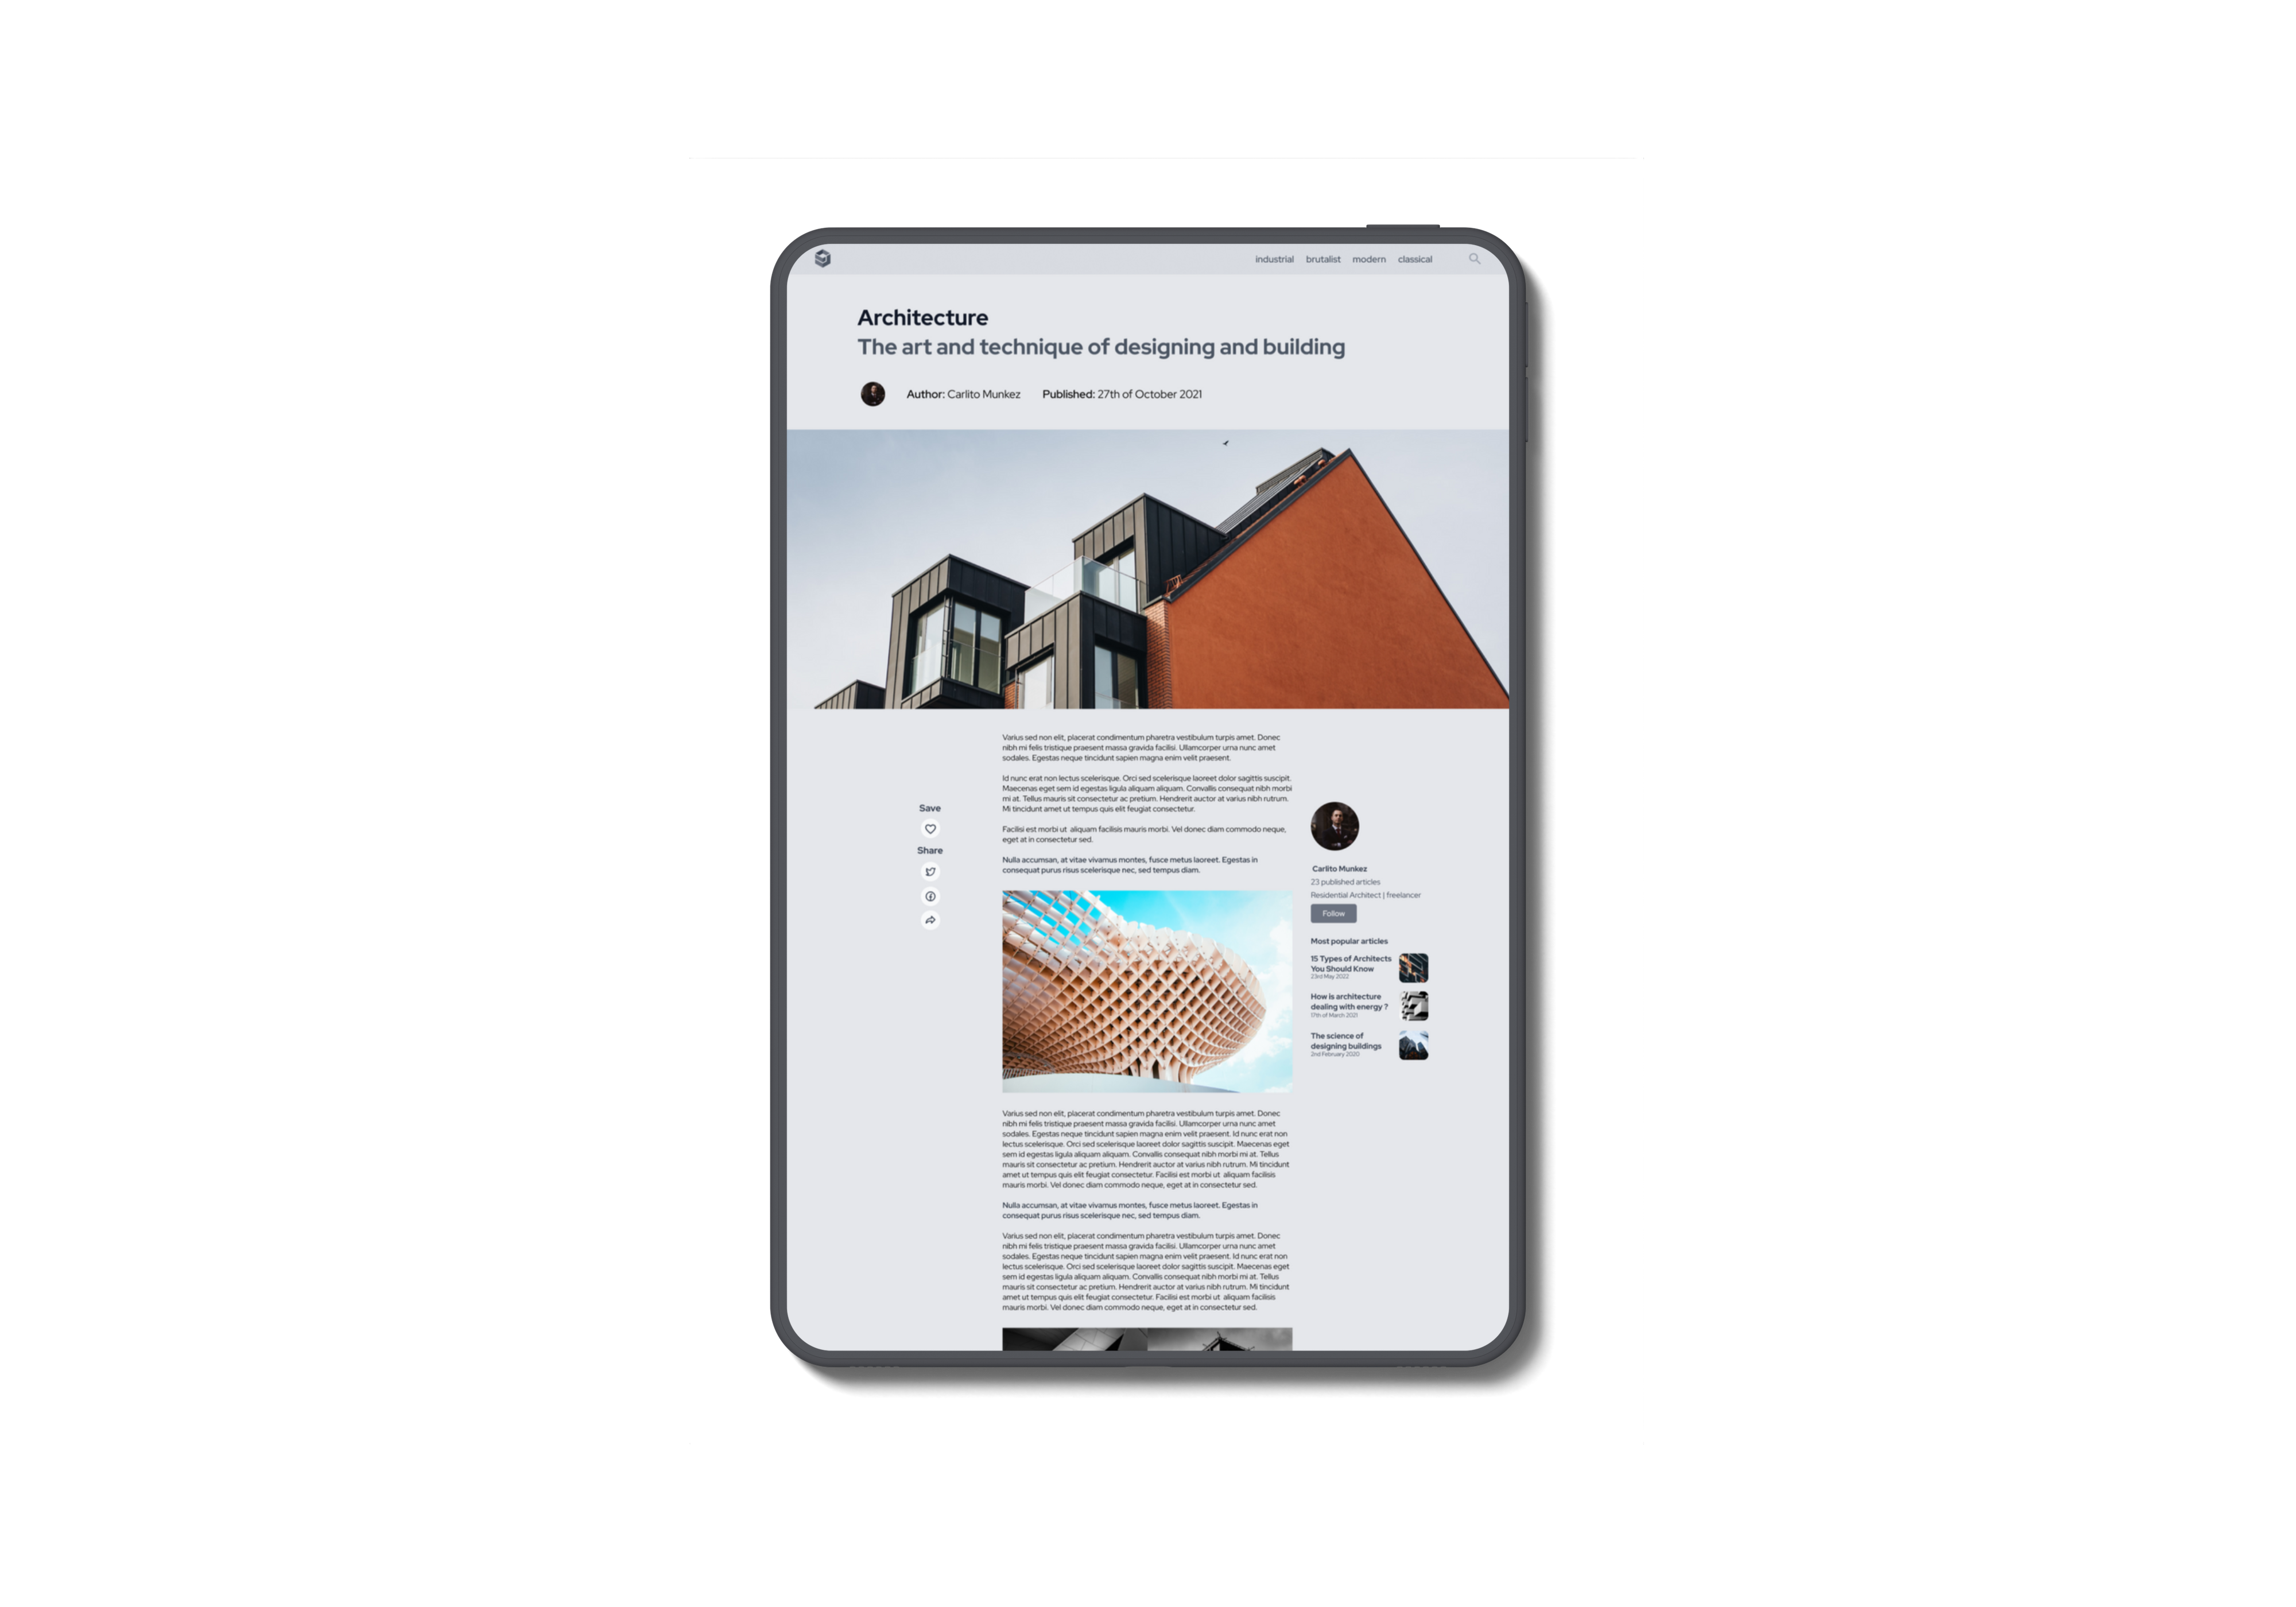 industrial brutalist modern classical
Architecture
The art and technique of designing and building
Author: Carlito Munkez Published: 27th of October 2021
Varius sed non elit, placerat condimentum pharetra vestibulum turpis amet. Donec
nibh mi felis tristique praesent massa gravida facilisi. Ullamcorper urna nunc amet
sodales. Egestas neque tincidunt sapien magna enim velit praesent.
Id nunc erat non lectus scelerisque. Orci sed scelerisque laoreet dolor sagittis suscipit.
Maecenas eget sem id egestas ligula aliquam aliquam. Convallis consequat nibh morbi
mi at. Tellus mauris sit consectetur ac pretium. Hendrerit auctor at varius nibh rutrum.
Mi tincidunt amet ut tempus quis elit feugiat consectetur.
Facilisi est morbi ut aliquam facilisis mauris morbi. Vel donec diam commodo neque,
eget at in consectetur sed.
Nulla accumsan, at vitae vivamus montes, fusce metus laoreet. Egestas in
consequat purus risus scelerisque nec, sed tempus diam.
Save
Share
Carlito Munkez
23 published articles
Residential Architect | freelancer
Follow
Most popular articles
15 Types of Architects
You Should Know
23rd May 2022
How is architecture
dealing with energy ?
17th of March 2021
The science of
designing buildings
2nd February 2020
Varius sed non elit, placerat condimentum pharetra vestibulum turpis amet. Donec
nibh mi felis tristique praesent massa gravida facilisi. Ullamcorper urna nunc amet
sodales. Egestas neque tincidunt sapien magna enim velit praesent. Id nunc erat non
lectus scelerisque. Orci sed scelerisque laoreet dolor sagittis suscipit. Maecenas eget
sem id egestas ligula aliquam aliquam. Convallis consequat nibh morbi mi at. Tellus
mauris sit consectetur ac pretium. Hendrerit auctor at varius nibh rutrum. Mi tincidunt
amet ut tempus quis elit feugiat consectetur. Facilisi est morbi ut aliquam facilisis
mauris morbi. Vel donec diam commodo neque, eget at in consectetur sed.
Nulla accumsan, at vitae vivamus montes, fusce metus laoreet. Egestas in
consequat purus risus scelerisque nec, sed tempus diam.
Varius sed non elit, placerat condimentum pharetra vestibulum turpis amet. Donec
nibh mi felis tristique praesent massa gravida facilisi. Ullamcorper urna nunc amet
sodales. Egestas neque tincidunt sapien magna enim velit praesent. Id nunc erat non
lectus scelerisque. Orci sed scelerisque laoreet dolor sagittis suscipit. Maecenas eget
sem id egestas ligula aliquam aliquam. Convallis consequat nibh morbi mi at. Tellus
mauris sit consectetur ac pretium. Hendrerit auctor at varius nibh rutrum. Mi tincidunt
amet ut tempus quis elit feugiat consectetur. Facilisi est morbi ut aliquam facilisis
mauris morbi. Vel donec diam commodo neque, eget at in consectetur sed.